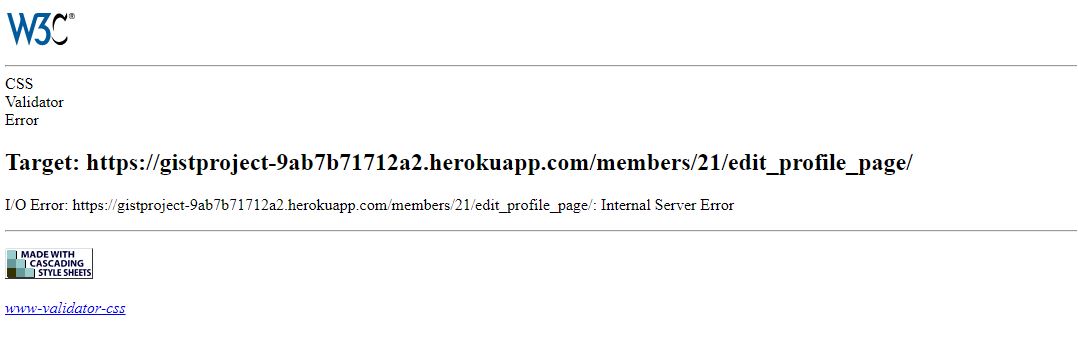 W3C®
CSS
Validator
Error
Target: https://gistproject-9ab7b71712a2.herokuapp.com/members/21/edit_profile_page/
I/O Error: https://gistproject-9ab7b71712a2.herokuapp.com/members/21/edit_profile_page/: Internal Server Error
MADE WITH
CASCADING
STYLE SHEETS
www-validator-css